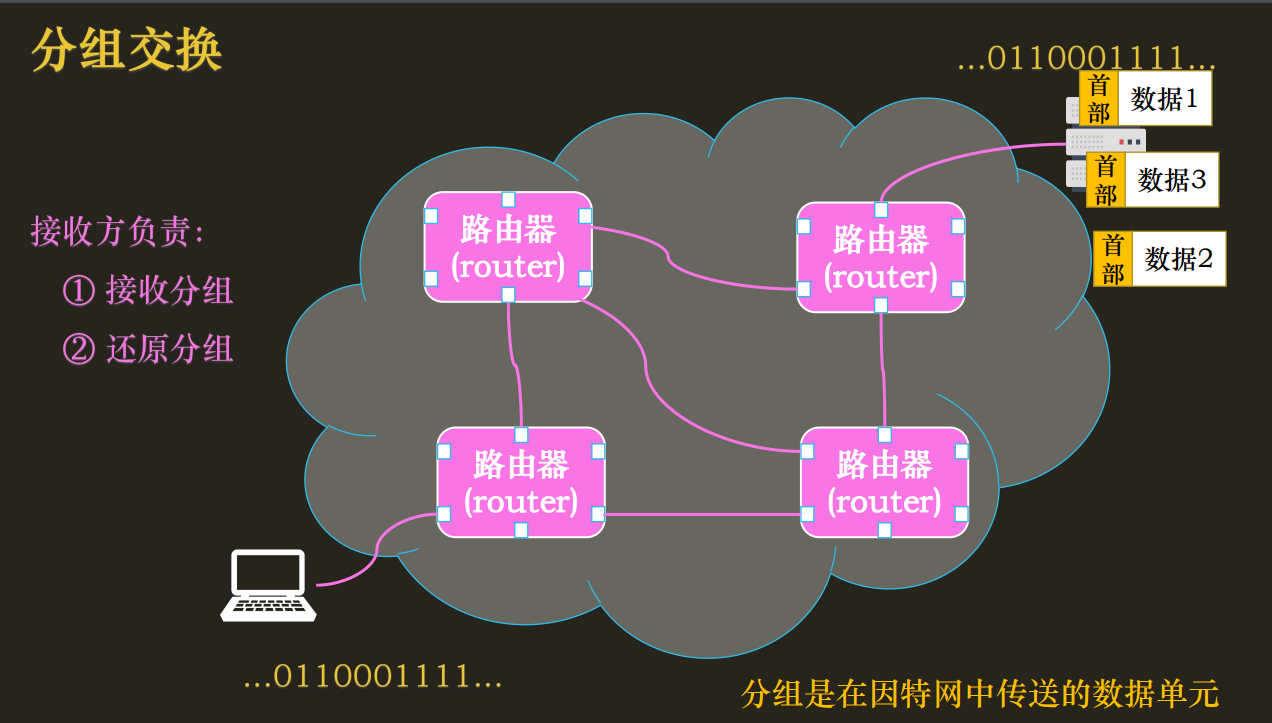 分组交换
...0110001111...
首部 数据1
首部 数据3
首部 数据2
接收方负责:
① 接收分组
② 还原分组
路由器
(router)
路由器
(router)
路由器
(router)
路由器
(router)
...0110001111...
分组是在因特网中传送的数据单元